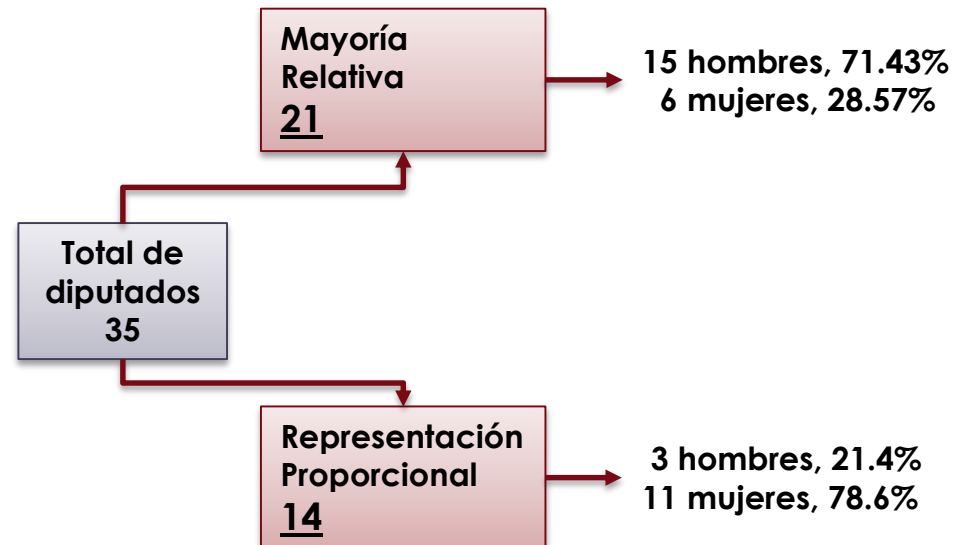 Mayoría
Relativa
21
15 hombres, 71.43%
6 mujeres, 28.57%
Total de
diputados
35
Representación
Proporcional
14
3 hombres, 21.4%
11 mujeres, 78.6%